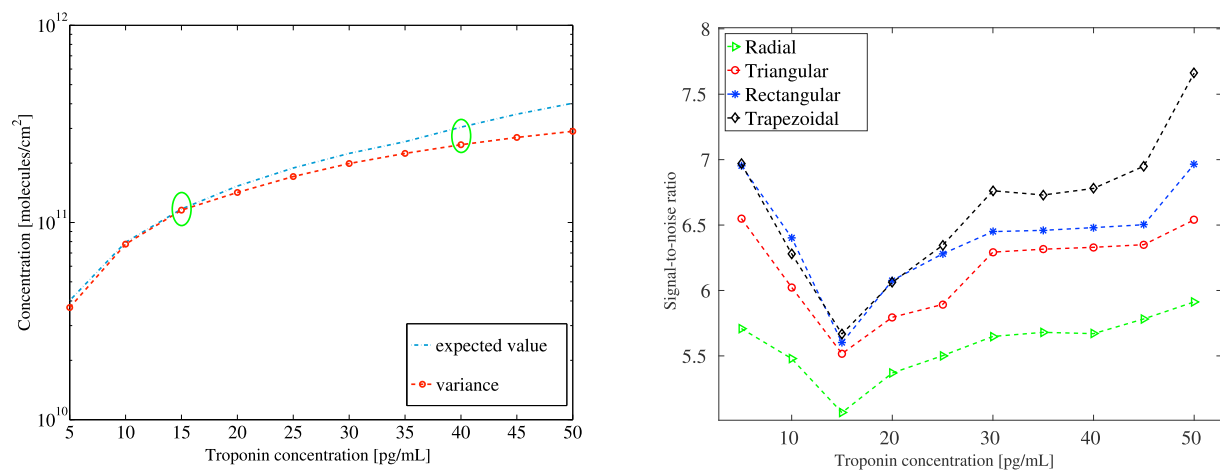 10^12
10^11
10^10
Concentration [molecules/cm^2]
expected value
variance
5 10 15 20 25 30 35 40 45 50
Troponin concentration [pg/mL]
8
7.5
7
6.5
6
5.5
Signal-to-noise ratio
Radial
Triangular
Rectangular
Trapezoidal
10 20 30 40 50
Troponin concentration [pg/mL]